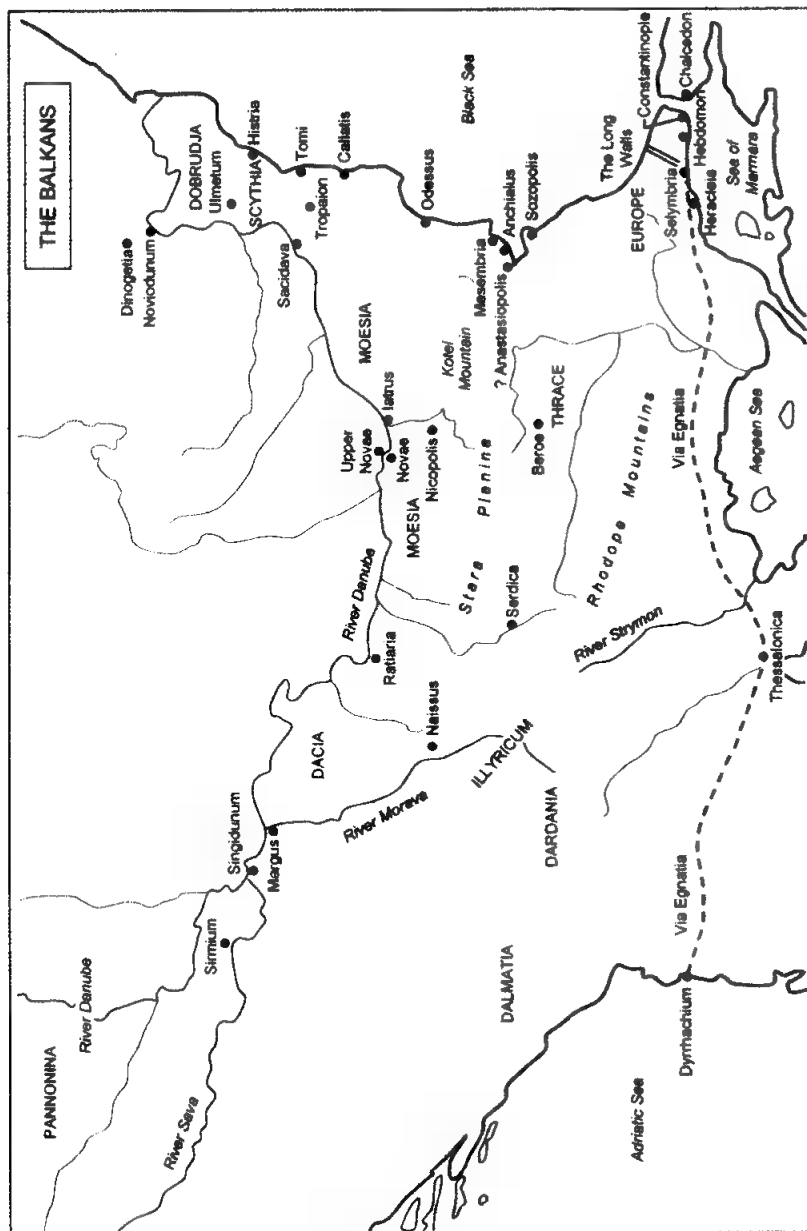 THE BALKANS
PANNONINA
River Danube
River Sava
Sirmium
Singidunum
Margus
DACIA
River Morava
Naissus
ILLYRICUM
DARDANIA
DALMATIA
Adriatic Sea
Dyrrhachium
Via Egnatia
Thessalonica
River Strymon
Ratiaria
River Danube
Serdica
Stara Planina
MOESIA
Upper
Novae
Novae
Iatrus
Nicopolis
MOESIA
Kotel
Mountain
Beroe
THRACE
Rhodope Mountains
Via Egnatia
Aegean Sea
Dinogetia
Noviodunum
DOBRUDJA
Ulmetum
SCYTHIA
Histria
Sacidava
Tropaion
Tomi
Callatis
Odessus
Black Sea
Mesembria
Anchialus
? Anastasiopolis
Sozopolis
The Long
Walls
EUROPE
Selymbria
Heracleia
Hebdomon
Constantinople
Chalcedon
Sea of
Marmara